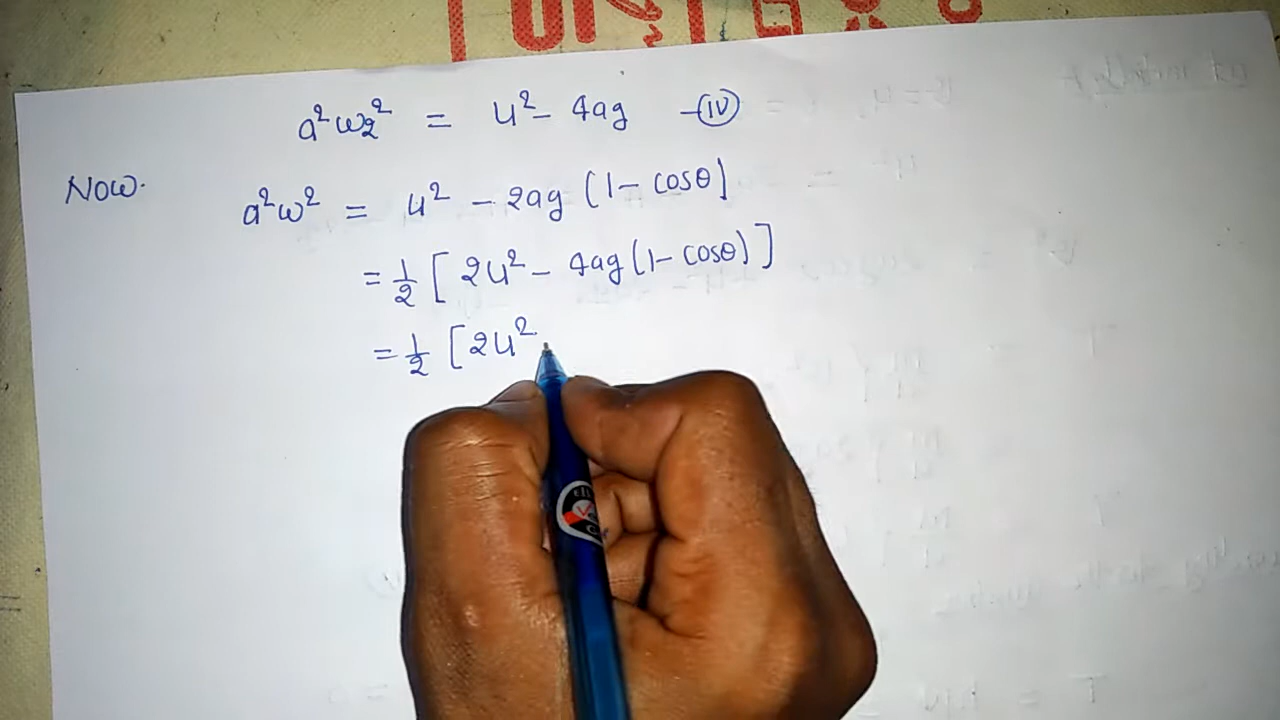 a²ω₂² = u² - 4ag -(IV)
Now.
a²ω² = u² - 2ag (1 - cosθ)
= 1/2 [ 2u² - 4ag (1 - cosθ) ]
= 1/2 [ 2u²